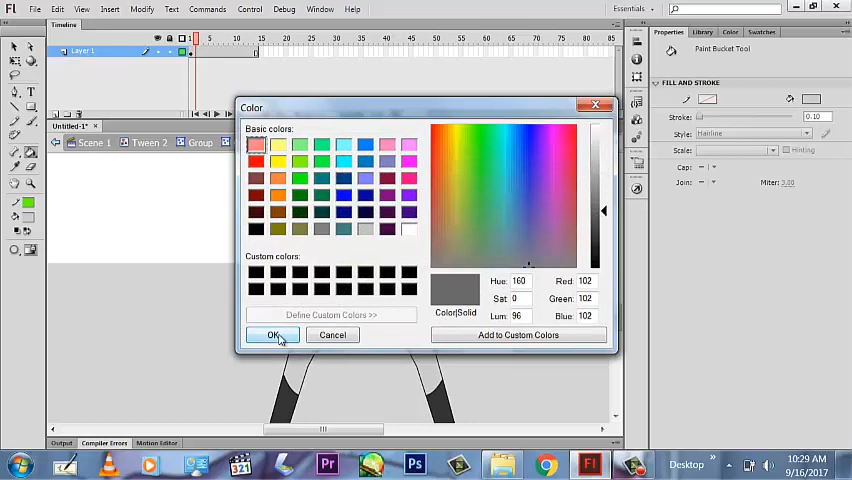 Fl
File View Insert Modify Text Commands Control Debug Window Help
Essentials
Timeline
Properties Library Color Swatches
1 5 10 15 20 25 30 35 40 45 50 55 60 65 70 75 80 85
Layer 1
Paint Bucket Tool
FILL AND STROKE
Stroke: 0.10
Style: Hairline
Scale: Hinting
Cap:
Join: Miter: 3.00
Untitled-1*
Scene 1 Tween 2 Group
Color
Basic colors:
Custom colors:
Define Custom Colors >>
OK Cancel
Color|Solid
Hue: 160 Red: 102
Sat: 0 Green: 102
Lum: 96 Blue: 102
Add to Custom Colors
Output Compiler Errors Motion Editor
321 Pr Ps Fl
Desktop
10:29 AM
9/16/2017